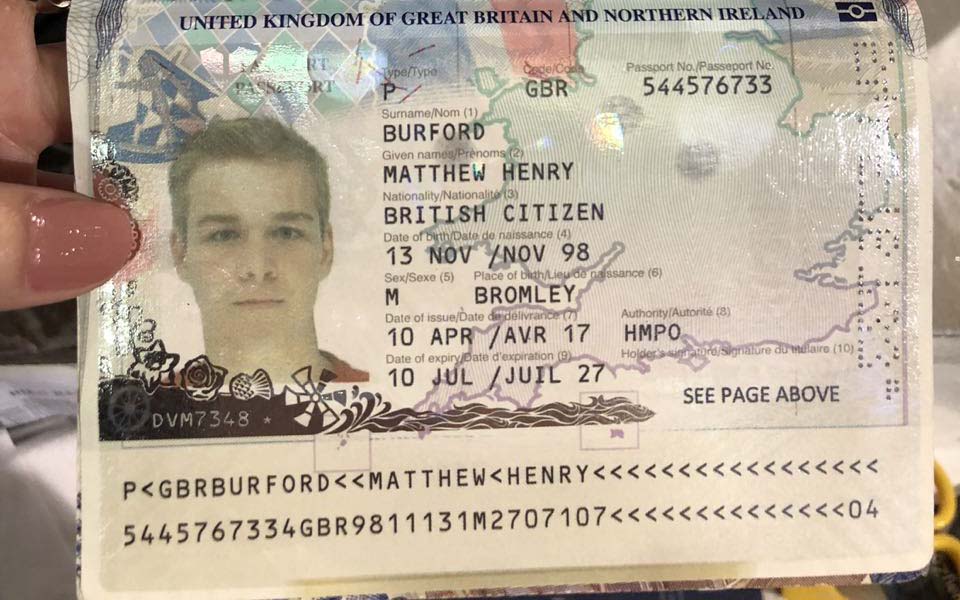 UNITED KINGDOM OF GREAT BRITAIN AND NORTHERN IRELAND
PASSPORT
PASSEPORT
Type/Type Code/Code Passport No./Passeport No.
P GBR 544576733
Surname/Nom (1)
BURFORD
Given names/Prénoms (2)
MATTHEW HENRY
Nationality/Nationalité (3)
BRITISH CITIZEN
Date of birth/Date de naissance (4)
13 NOV /NOV 98
Sex/Sexe (5) Place of birth/Lieu de naissance (6)
M BROMLEY
Date of issue/Date de délivrance (7) Authority/Autorité (8)
10 APR /AVR 17 HMPO
Date of expiry/Date d'expiration (9) Holder's signature/Signature du titulaire (10)
10 JUL /JUIL 27
SEE PAGE ABOVE
DVM7348 *
P<GBRBURFORD<<MATTHEW<HENRY<<<<<<<<<<<<<<<<<
5445767334GBR9811131M2707107<<<<<<<<<<<<<<04